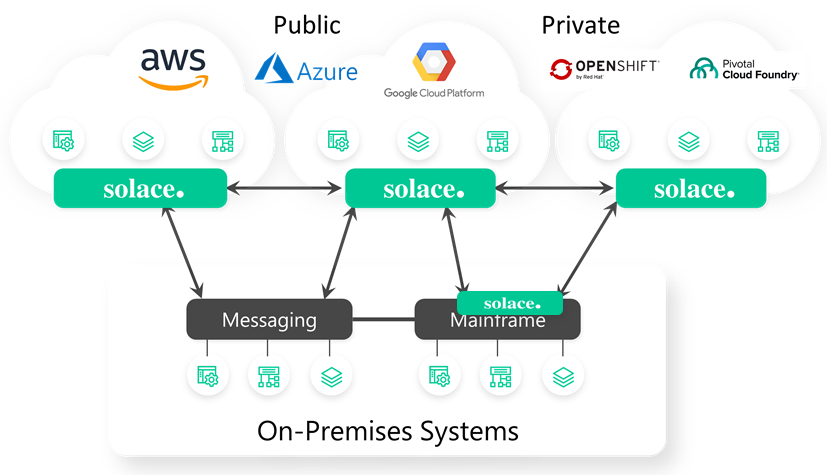 Public
Private
aws
Azure
Google Cloud Platform
OPENSHIFT®
by Red Hat®
Pivotal
Cloud Foundry®
solace.
solace.
solace.
solace.
Messaging
Mainframe
On-Premises Systems